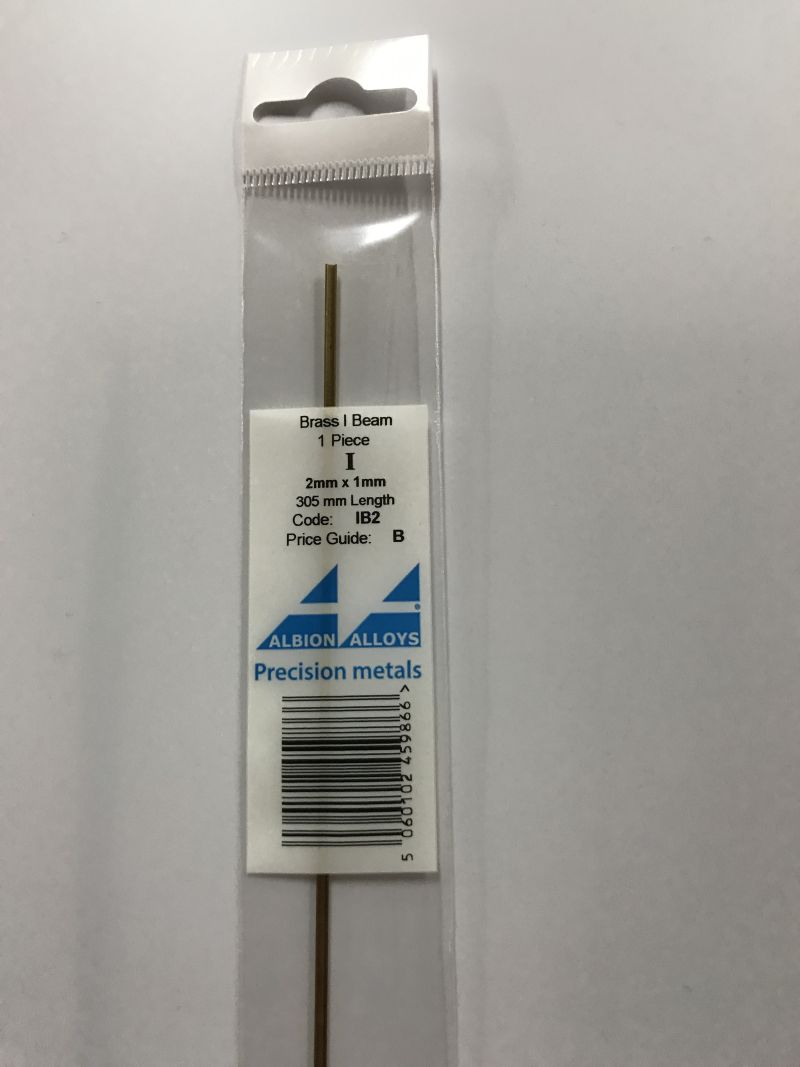 Brass I Beam
1 Piece
I
2mm x 1mm
305 mm Length
Code: IB2
Price Guide: B
ALBION ALLOYS®
Precision metals
5 060102 459866 >